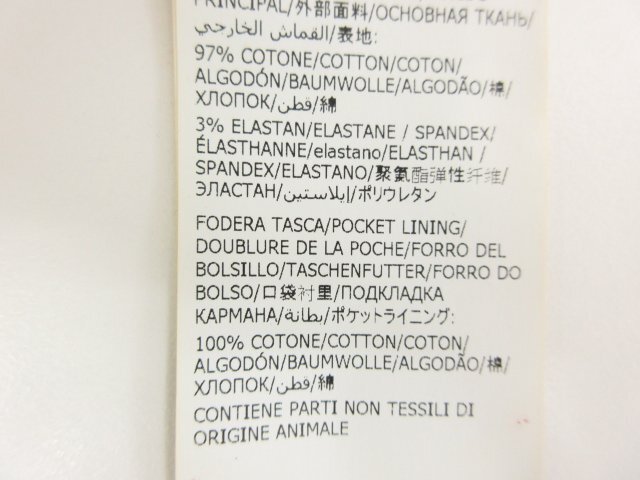 PRINCIPAL/外部面料/ОСНОВНАЯ ТКАНЬ/
القماش الخارجي/表地:
97% COTONE/COTTON/COTON/
ALGODÓN/BAUMWOLLE/ALGODÃO/棉/
ХЛОПОК/قطن/綿
3% ELASTAN/ELASTANE / SPANDEX/
ÉLASTHANNE/elastano/ELASTHAN /
SPANDEX/ELASTANO/聚氨酯弹性纤维/
ЭЛАСТАН/إيلاستين/ポリウレタン
FODERA TASCA/POCKET LINING/
DOUBLURE DE LA POCHE/FORRO DEL
BOLSILLO/TASCHENFUTTER/FORRO DO
BOLSO/口袋衬里/ПОДКЛАДКА
КАРМАНА/بطانة/ポケットライニング:
100% COTONE/COTTON/COTON/
ALGODÓN/BAUMWOLLE/ALGODÃO/棉/
ХЛОПОК/قطن/綿
CONTIENE PARTI NON TESSILI DI
ORIGINE ANIMALE